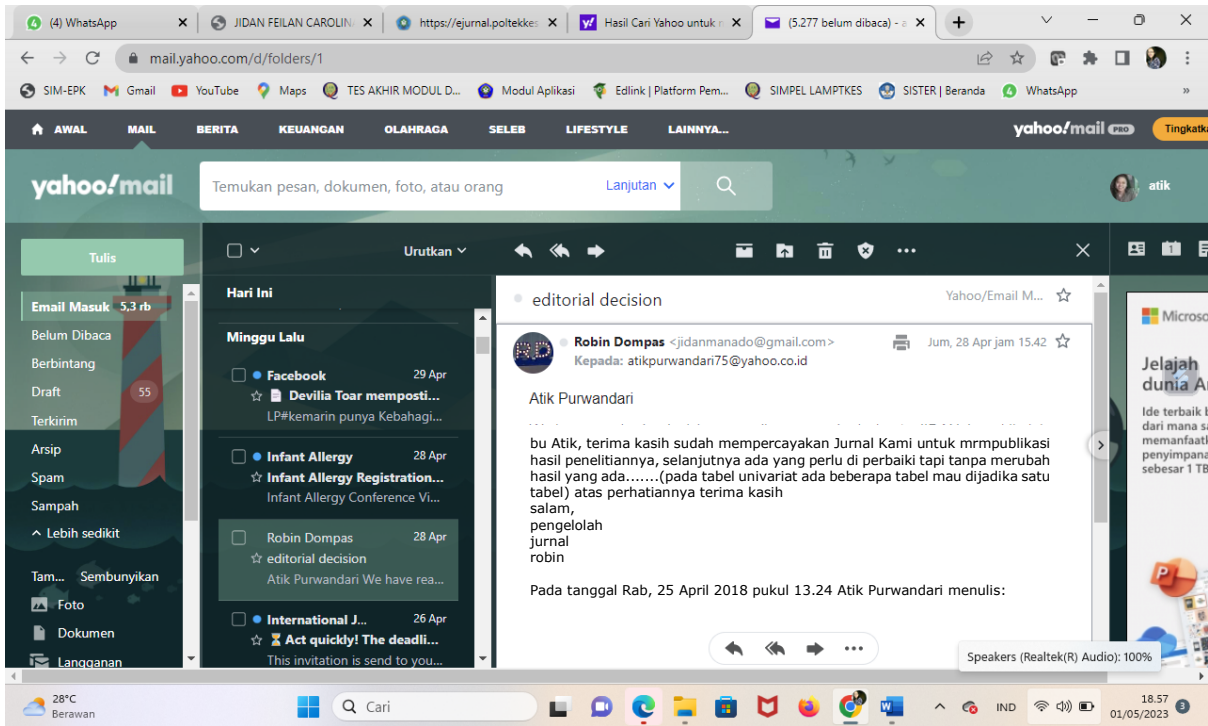 (4) WhatsApp
JIDAN FEILAN CAROLIN
https://ejurnal.poltekkes
Hasil Cari Yahoo untuk
(5.277 belum dibaca) - a
mail.yahoo.com/d/folders/1
SIM-EPK
Gmail
YouTube
Maps
TES AKHIR MODUL D...
Modul Aplikasi
Edlink | Platform Pem...
SIMPEL LAMPTKES
SISTER | Beranda
WhatsApp
»
AWAL
MAIL
BERITA
KEUANGAN
OLAHRAGA
SELEB
LIFESTYLE
LAINNYA...
yahoo!mail PRO
Tingkatk
yahoo!mail
Temukan pesan, dokumen, foto, atau orang
Lanjutan
atik
Tulis
Email Masuk 5,3 rb
Belum Dibaca
Berbintang
Draft 55
Terkirim
Arsip
Spam
Sampah
Lebih sedikit
Tam... Sembunyikan
Foto
Dokumen
Langganan
Urutkan
Hari Ini
Minggu Lalu
Facebook 29 Apr
Devilia Toar memposti...
LP#kemarin punya Kebahagi...
Infant Allergy 28 Apr
Infant Allergy Registration...
Infant Allergy Conference Vi...
Robin Dompas 28 Apr
editorial decision
Atik Purwandari We have rea...
International J... 26 Apr
Act quickly! The deadli...
This invitation is send to you...
editorial decision
Yahoo/Email M...
RD
Robin Dompas <jidanmanado@gmail.com>
Jum, 28 Apr jam 15.42
Kepada: atikpurwandari75@yahoo.co.id
Atik Purwandari
bu Atik, terima kasih sudah mempercayakan Jurnal Kami untuk mrmpublikasi
hasil penelitiannya, selanjutnya ada yang perlu di perbaiki tapi tanpa merubah
hasil yang ada.......(pada tabel univariat ada beberapa tabel mau dijadika satu
tabel) atas perhatiannya terima kasih
salam,
pengelolah
jurnal
robin
Pada tanggal Rab, 25 April 2018 pukul 13.24 Atik Purwandari menulis:
1
Microso
Jelajah
dunia A
Ide terbaik b
dari mana sa
memanfaatk
penyimpana
sebesar 1 TB
Speakers (Realtek(R) Audio): 100%
28°C
Berawan
Cari
IND
18.57
01/05/2023
3